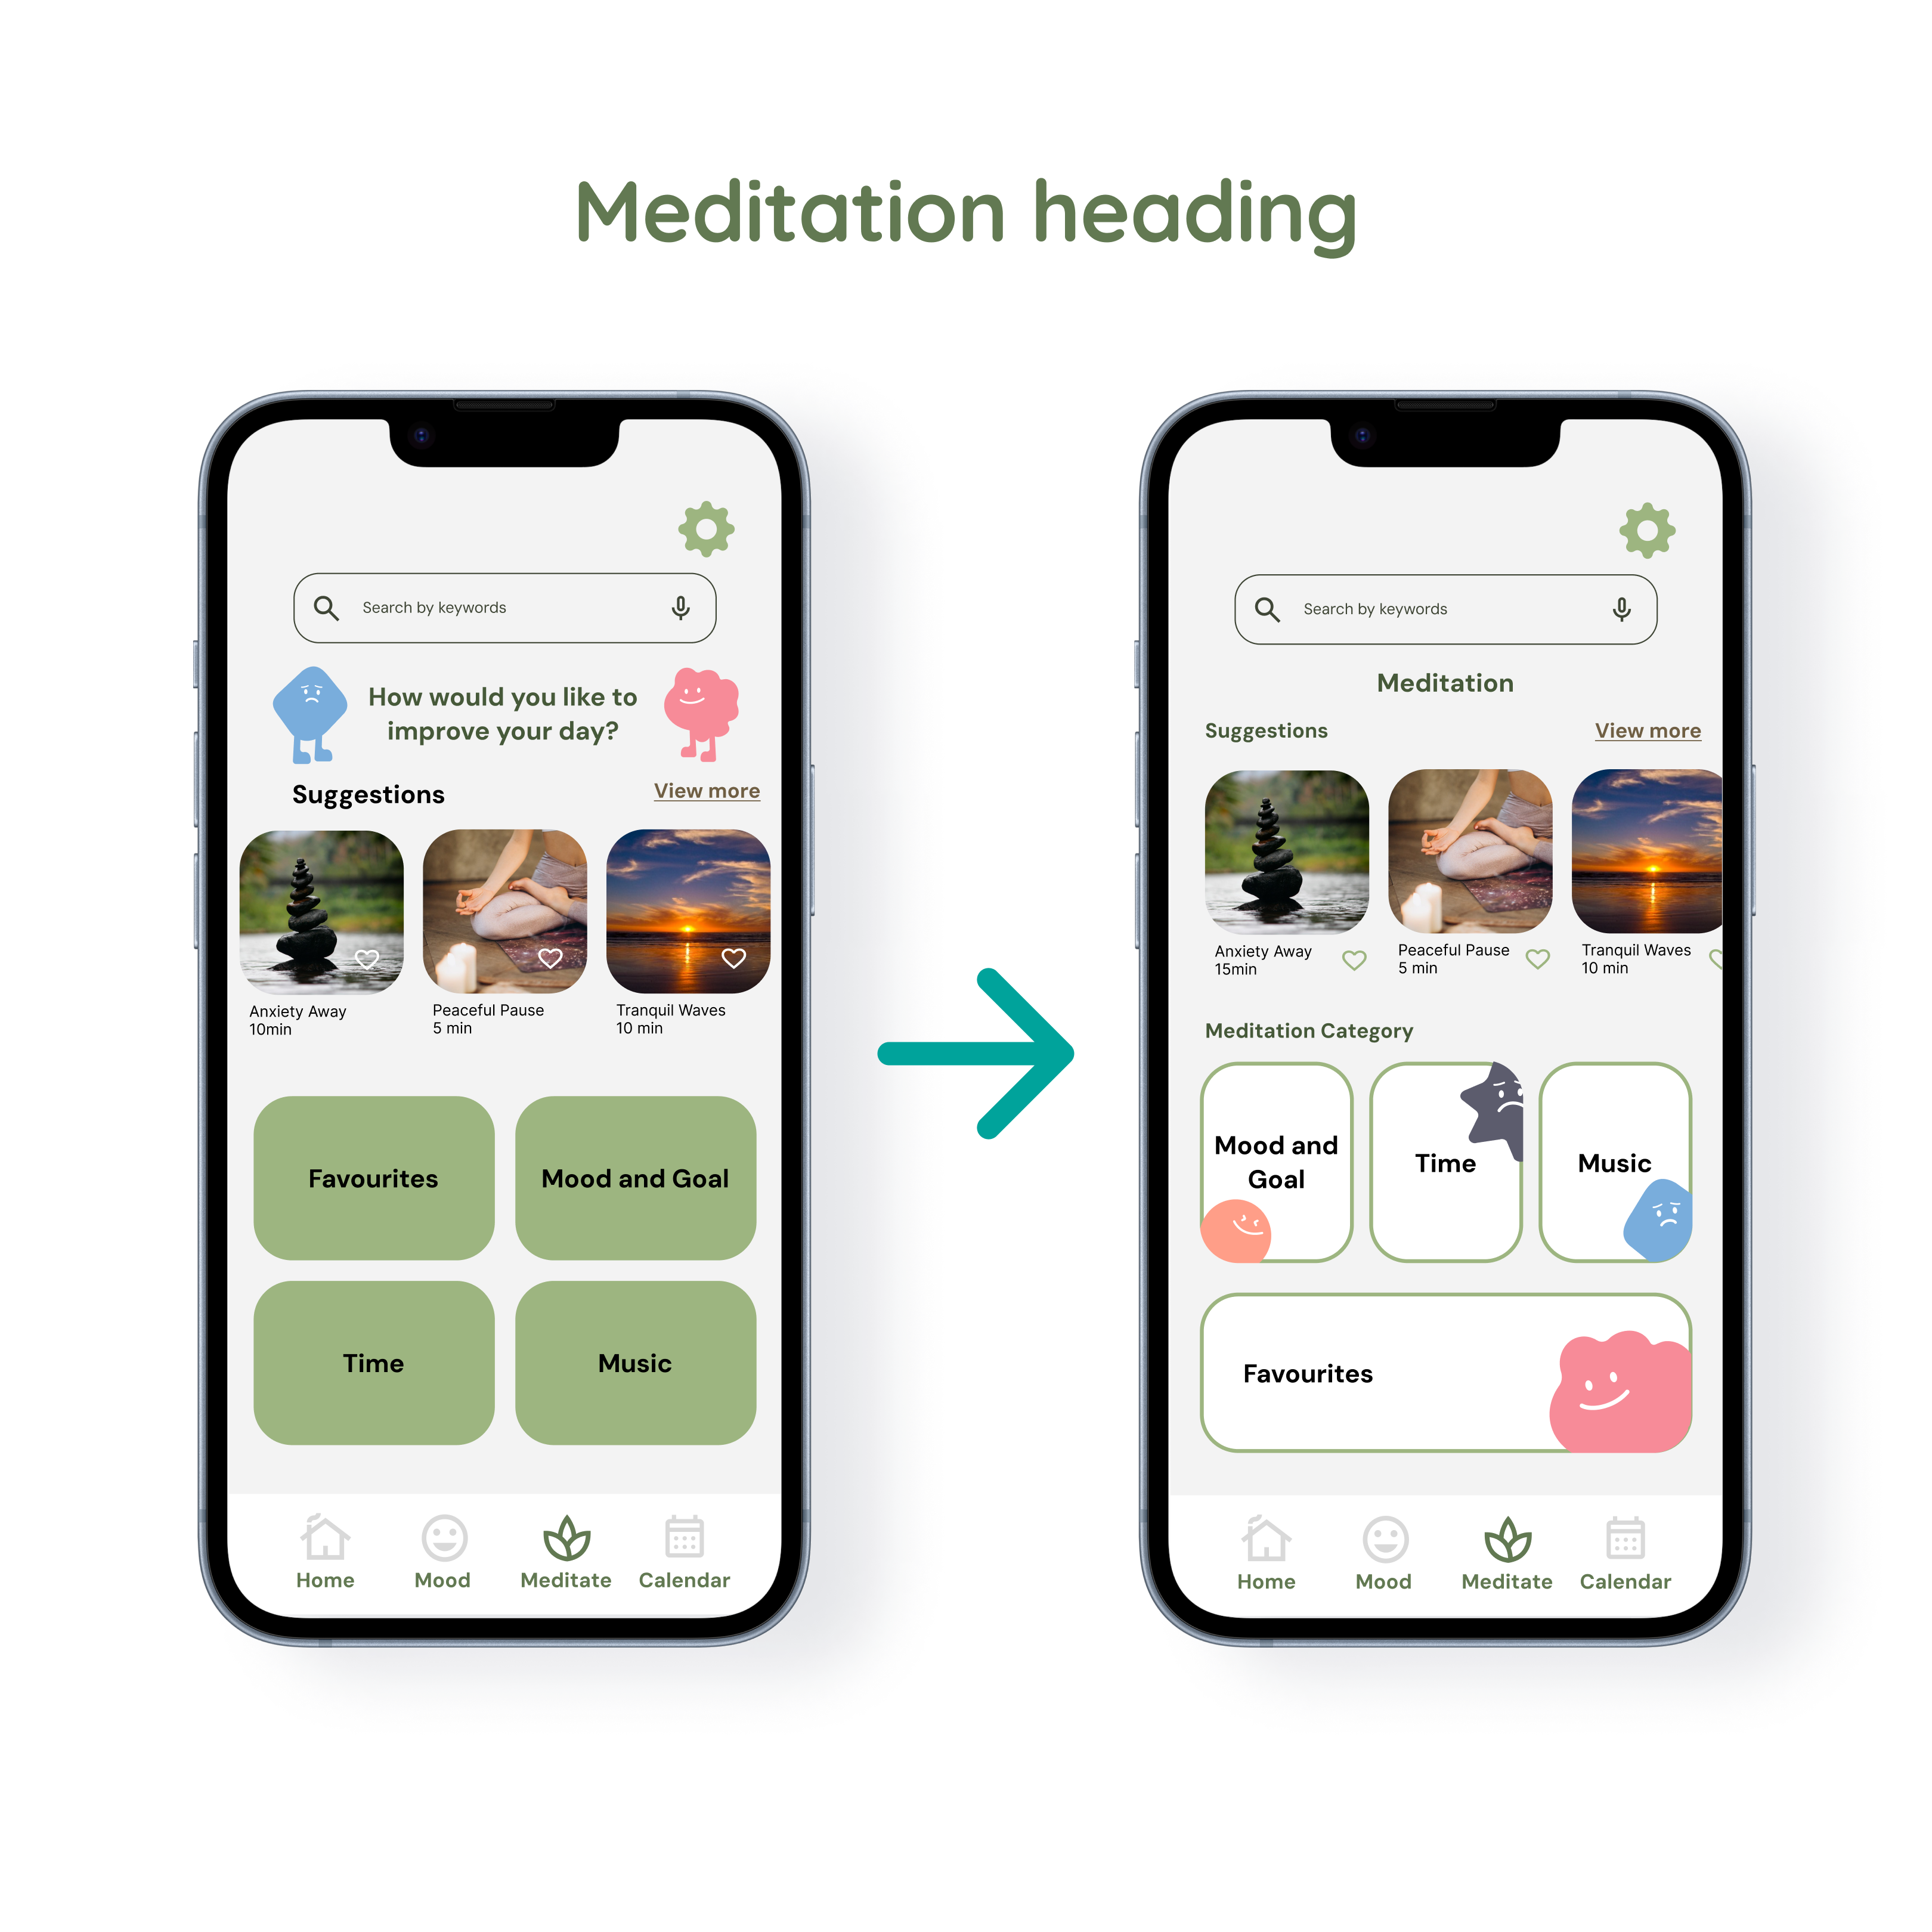 Meditation heading
Search by keywords
How would you like to
improve your day?
Suggestions
View more
Anxiety Away
10min
Peaceful Pause
5 min
Tranquil Waves
10 min
Favourites
Mood and Goal
Time
Music
Home
Mood
Meditate
Calendar
Search by keywords
Meditation
Suggestions
View more
Anxiety Away
15min
Peaceful Pause
5 min
Tranquil Waves
10 min
Meditation Category
Mood and
Goal
Time
Music
Favourites
Home
Mood
Meditate
Calendar